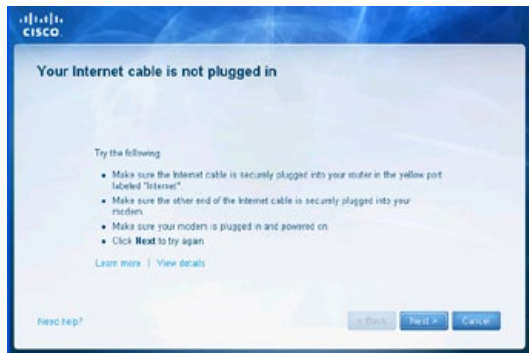 CISCO
Your Internet cable is not plugged in
Try the following
• Make sure the Internet cable is securely plugged into your router in the yellow port
labeled "Internet".
• Make sure the other end of the Internet cable is securely plugged into your
modem
• Make sure your modem is plugged in and powered on
• Click Next to try again
Learn more | View details
Need help?
« Back Next > Cancel